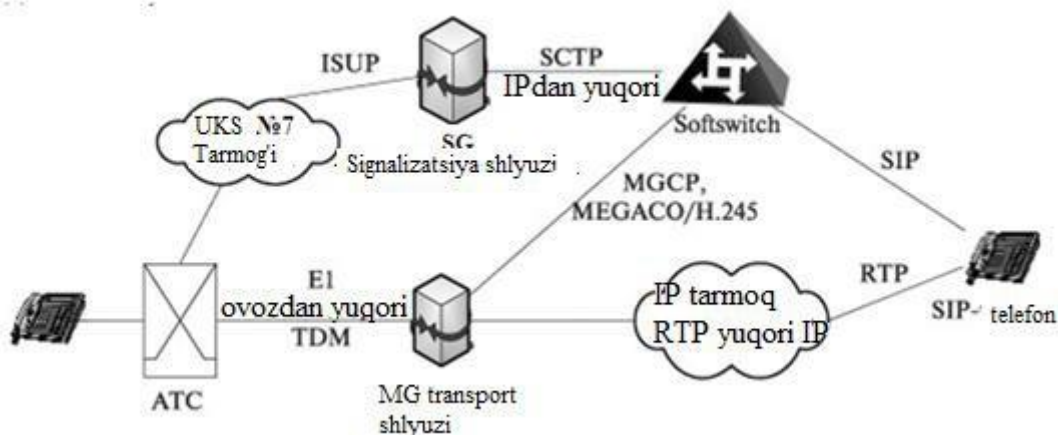 ISUP
SCTP
IPdan yuqori
UKS №7
Tarmog'i
SG
Signalizatsiya shlyuzi
Softswitch
SIP
MGCP,
MEGACO/H.245
E1
ovozdan yuqori
TDM
IP tarmoq
RTP yuqori IP
RTP
SIP- telefon
ATC
MG transport
shlyuzi